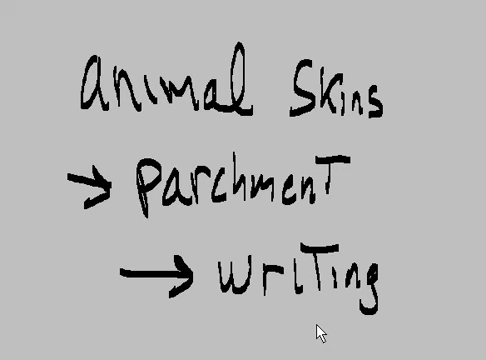 animal skins
→ parchment
→ writing